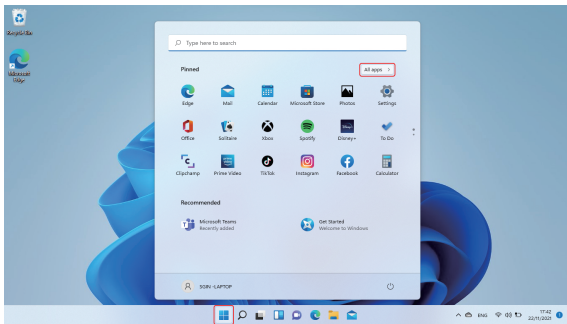 Recycle Bin
Microsoft
Edge
Type here to search
Pinned
All apps >
Edge
Mail
Calendar
Microsoft Store
Photos
Settings
Office
Solitaire
Xbox
Spotify
Disney+
To Do
Clipchamp
Prime Video
TikTok
Instagram
Facebook
Calculator
Recommended
Microsoft Teams
Recently added
Get Started
Welcome to Windows
SGIN -LAPTOP
ENG
17:42
22/11/2021